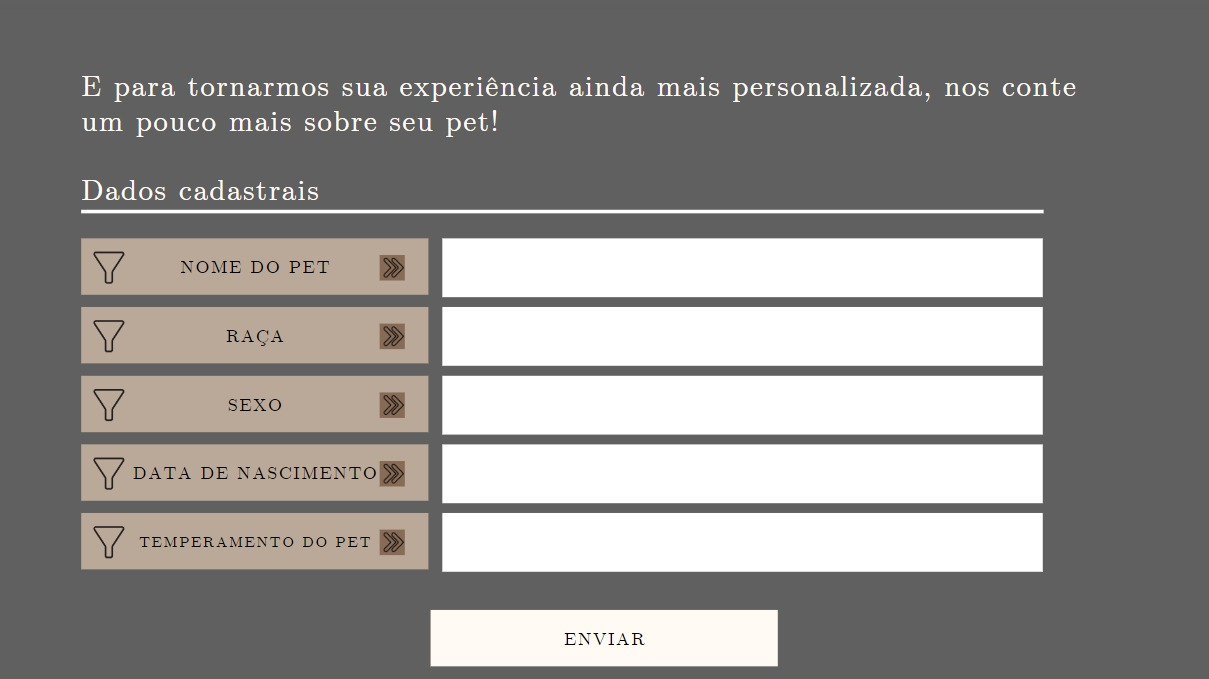 E para tornarmos sua experiência ainda mais personalizada, nos conte
um pouco mais sobre seu pet!
Dados cadastrais
NOME DO PET
RAÇA
SEXO
DATA DE NASCIMENTO
TEMPERAMENTO DO PET
ENVIAR